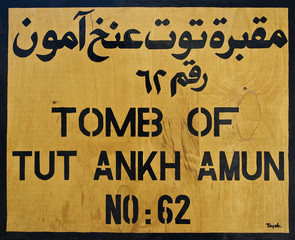 مقبرة توت عنخ آمون
رقم ٦٢
TOMB OF
TUT ANKH AMUN
NO: 62